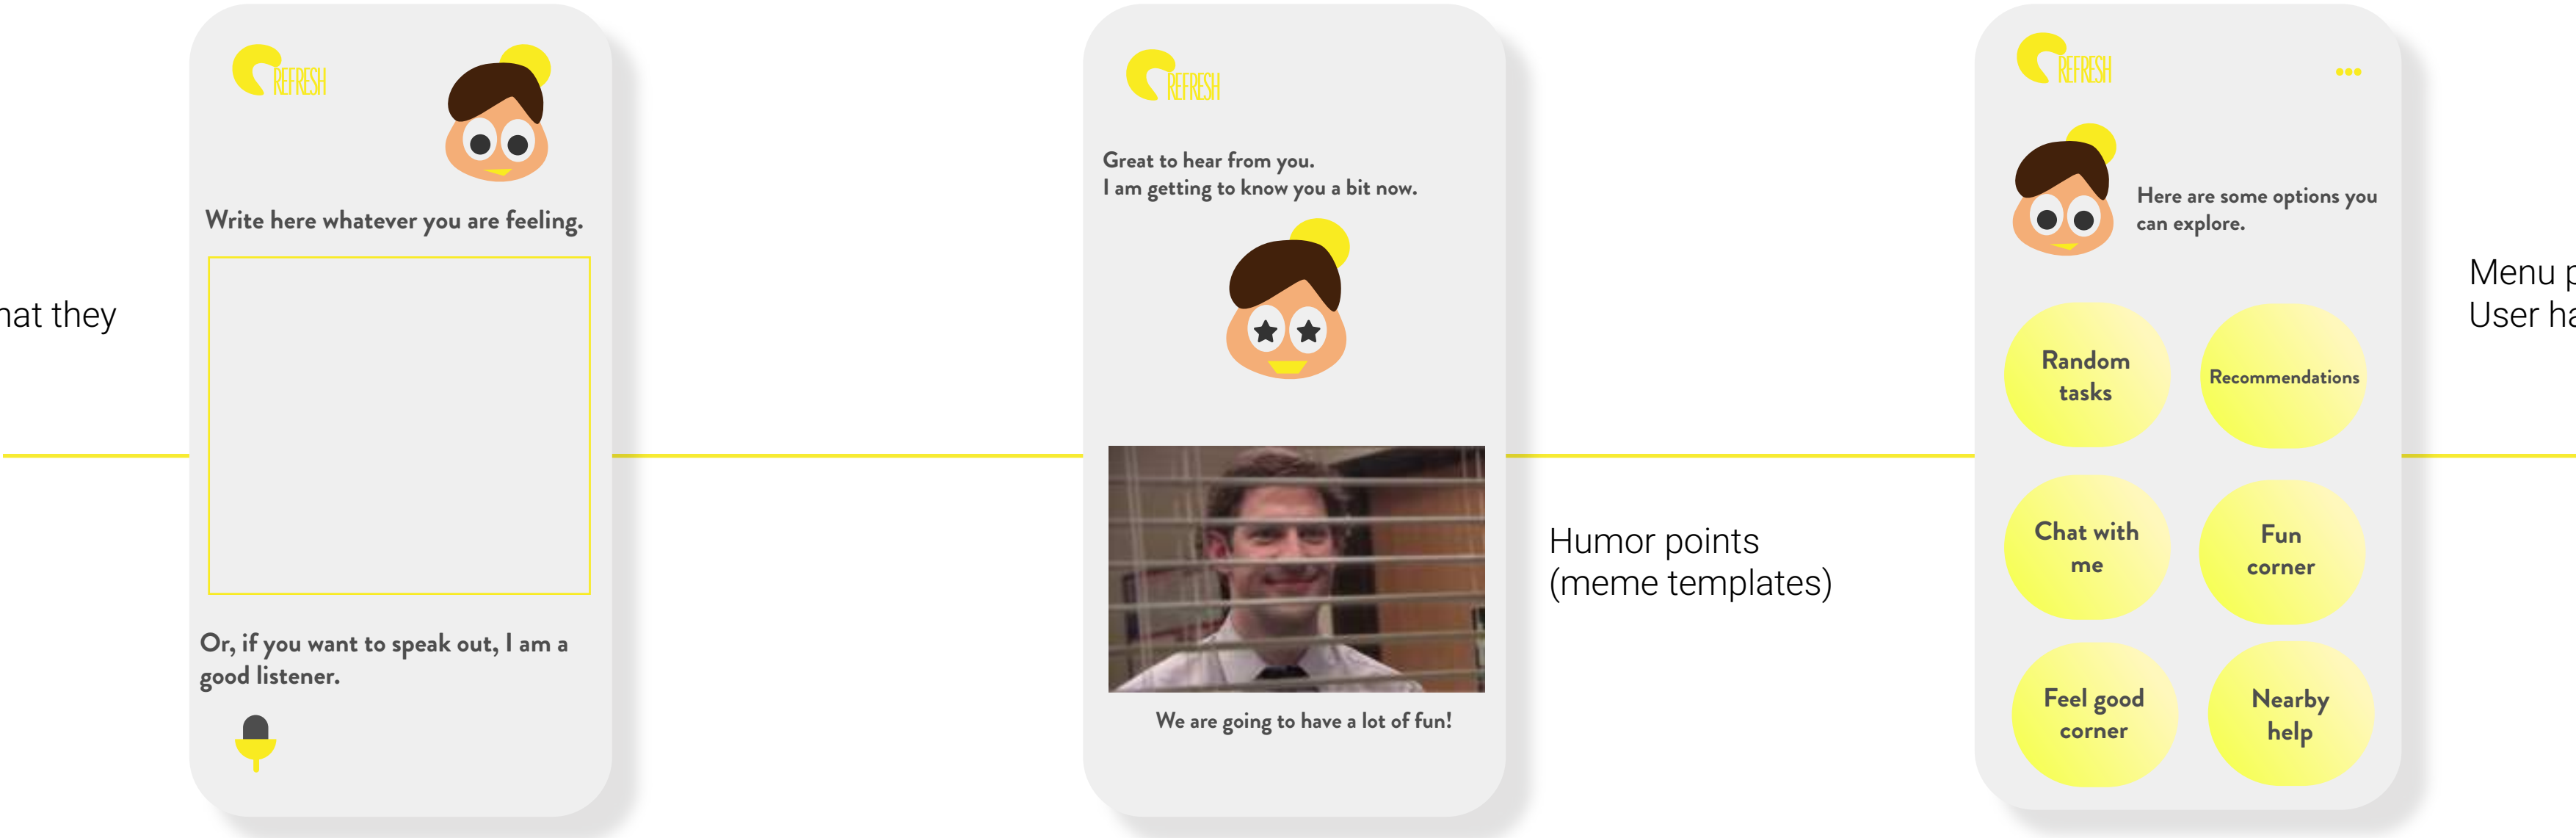 hat they
REFRESH
Write here whatever you are feeling.
Or, if you want to speak out, I am a
good listener.
REFRESH
Great to hear from you.
I am getting to know you a bit now.
We are going to have a lot of fun!
Humor points
(meme templates)
REFRESH
Here are some options you
can explore.
Random
tasks
Recommendations
Chat with
me
Fun
corner
Feel good
corner
Nearby
help
Menu p
User ha